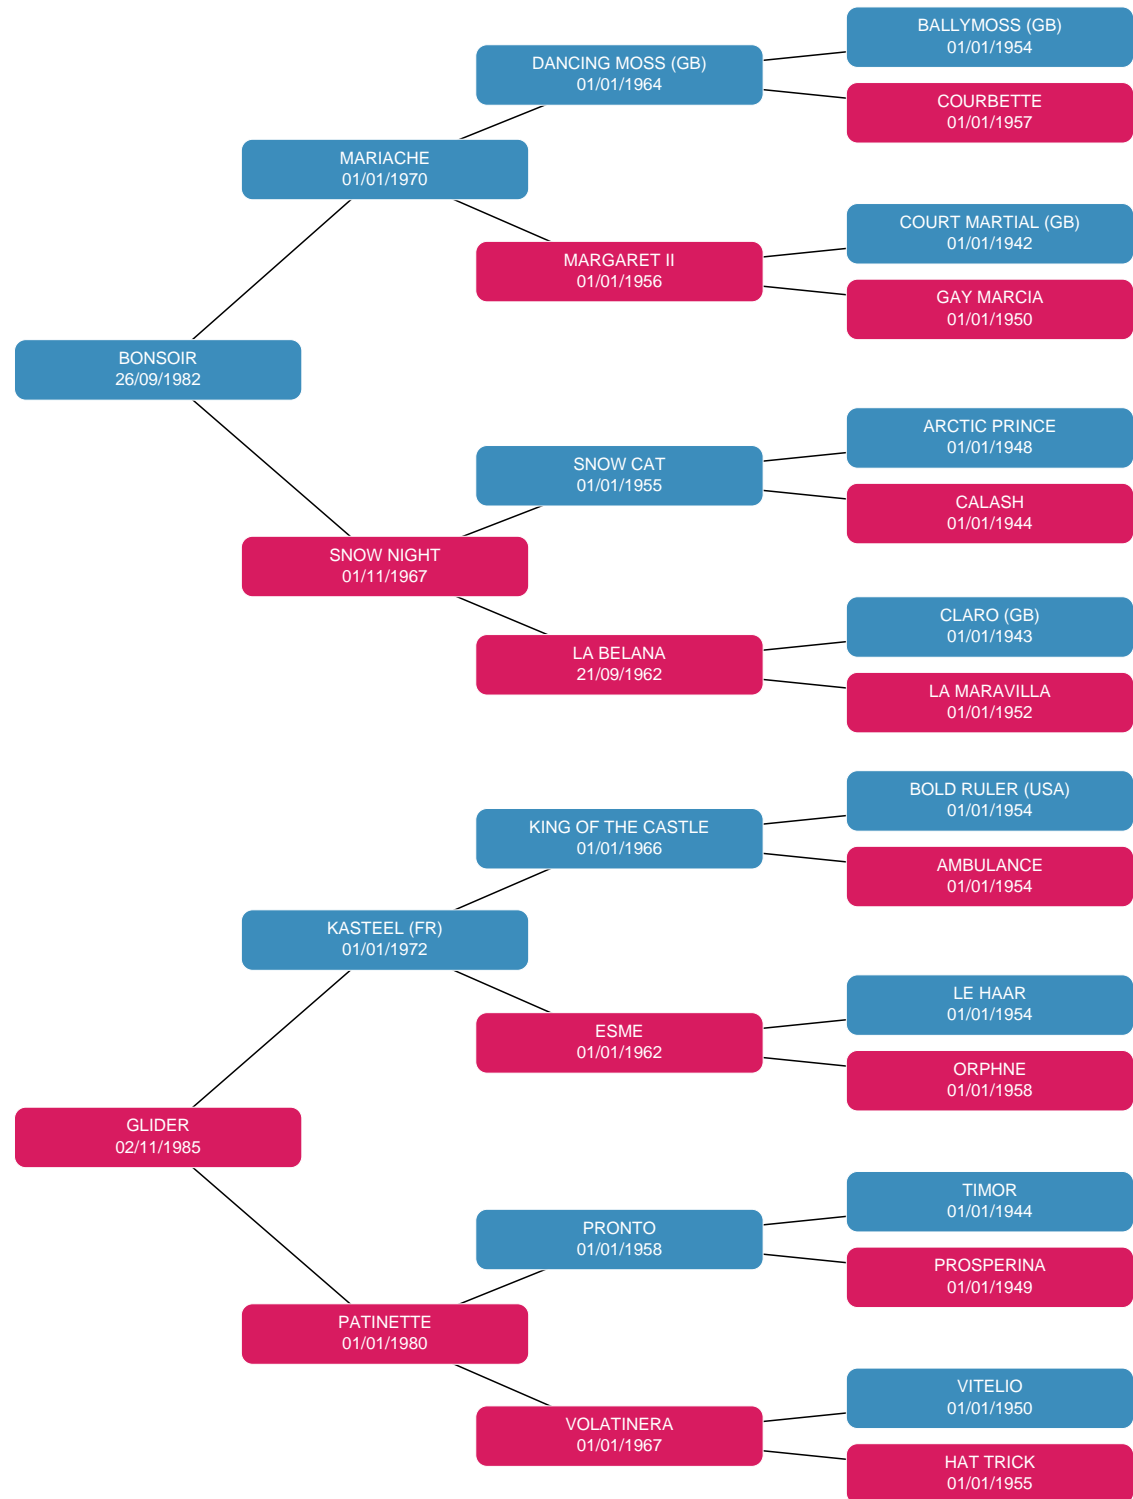 BALLYMOSS (GB)
01/01/1954
DANCING MOSS (GB)
01/01/1964
COURBETTE
01/01/1957
MARIACHE
01/01/1970
COURT MARTIAL (GB)
01/01/1942
MARGARET II
01/01/1956
GAY MARCIA
01/01/1950
BONSOIR
26/09/1982
ARCTIC PRINCE
01/01/1948
SNOW CAT
01/01/1955
CALASH
01/01/1944
SNOW NIGHT
01/11/1967
CLARO (GB)
01/01/1943
LA BELANA
21/09/1962
LA MARAVILLA
01/01/1952
BOLD RULER (USA)
01/01/1954
KING OF THE CASTLE
01/01/1966
AMBULANCE
01/01/1954
KASTEEL (FR)
01/01/1972
LE HAAR
01/01/1954
ESME
01/01/1962
ORPHNE
01/01/1958
GLIDER
02/11/1985
TIMOR
01/01/1944
PRONTO
01/01/1958
PROSPERINA
01/01/1949
PATINETTE
01/01/1980
VITELIO
01/01/1950
VOLATINERA
01/01/1967
HAT TRICK
01/01/1955